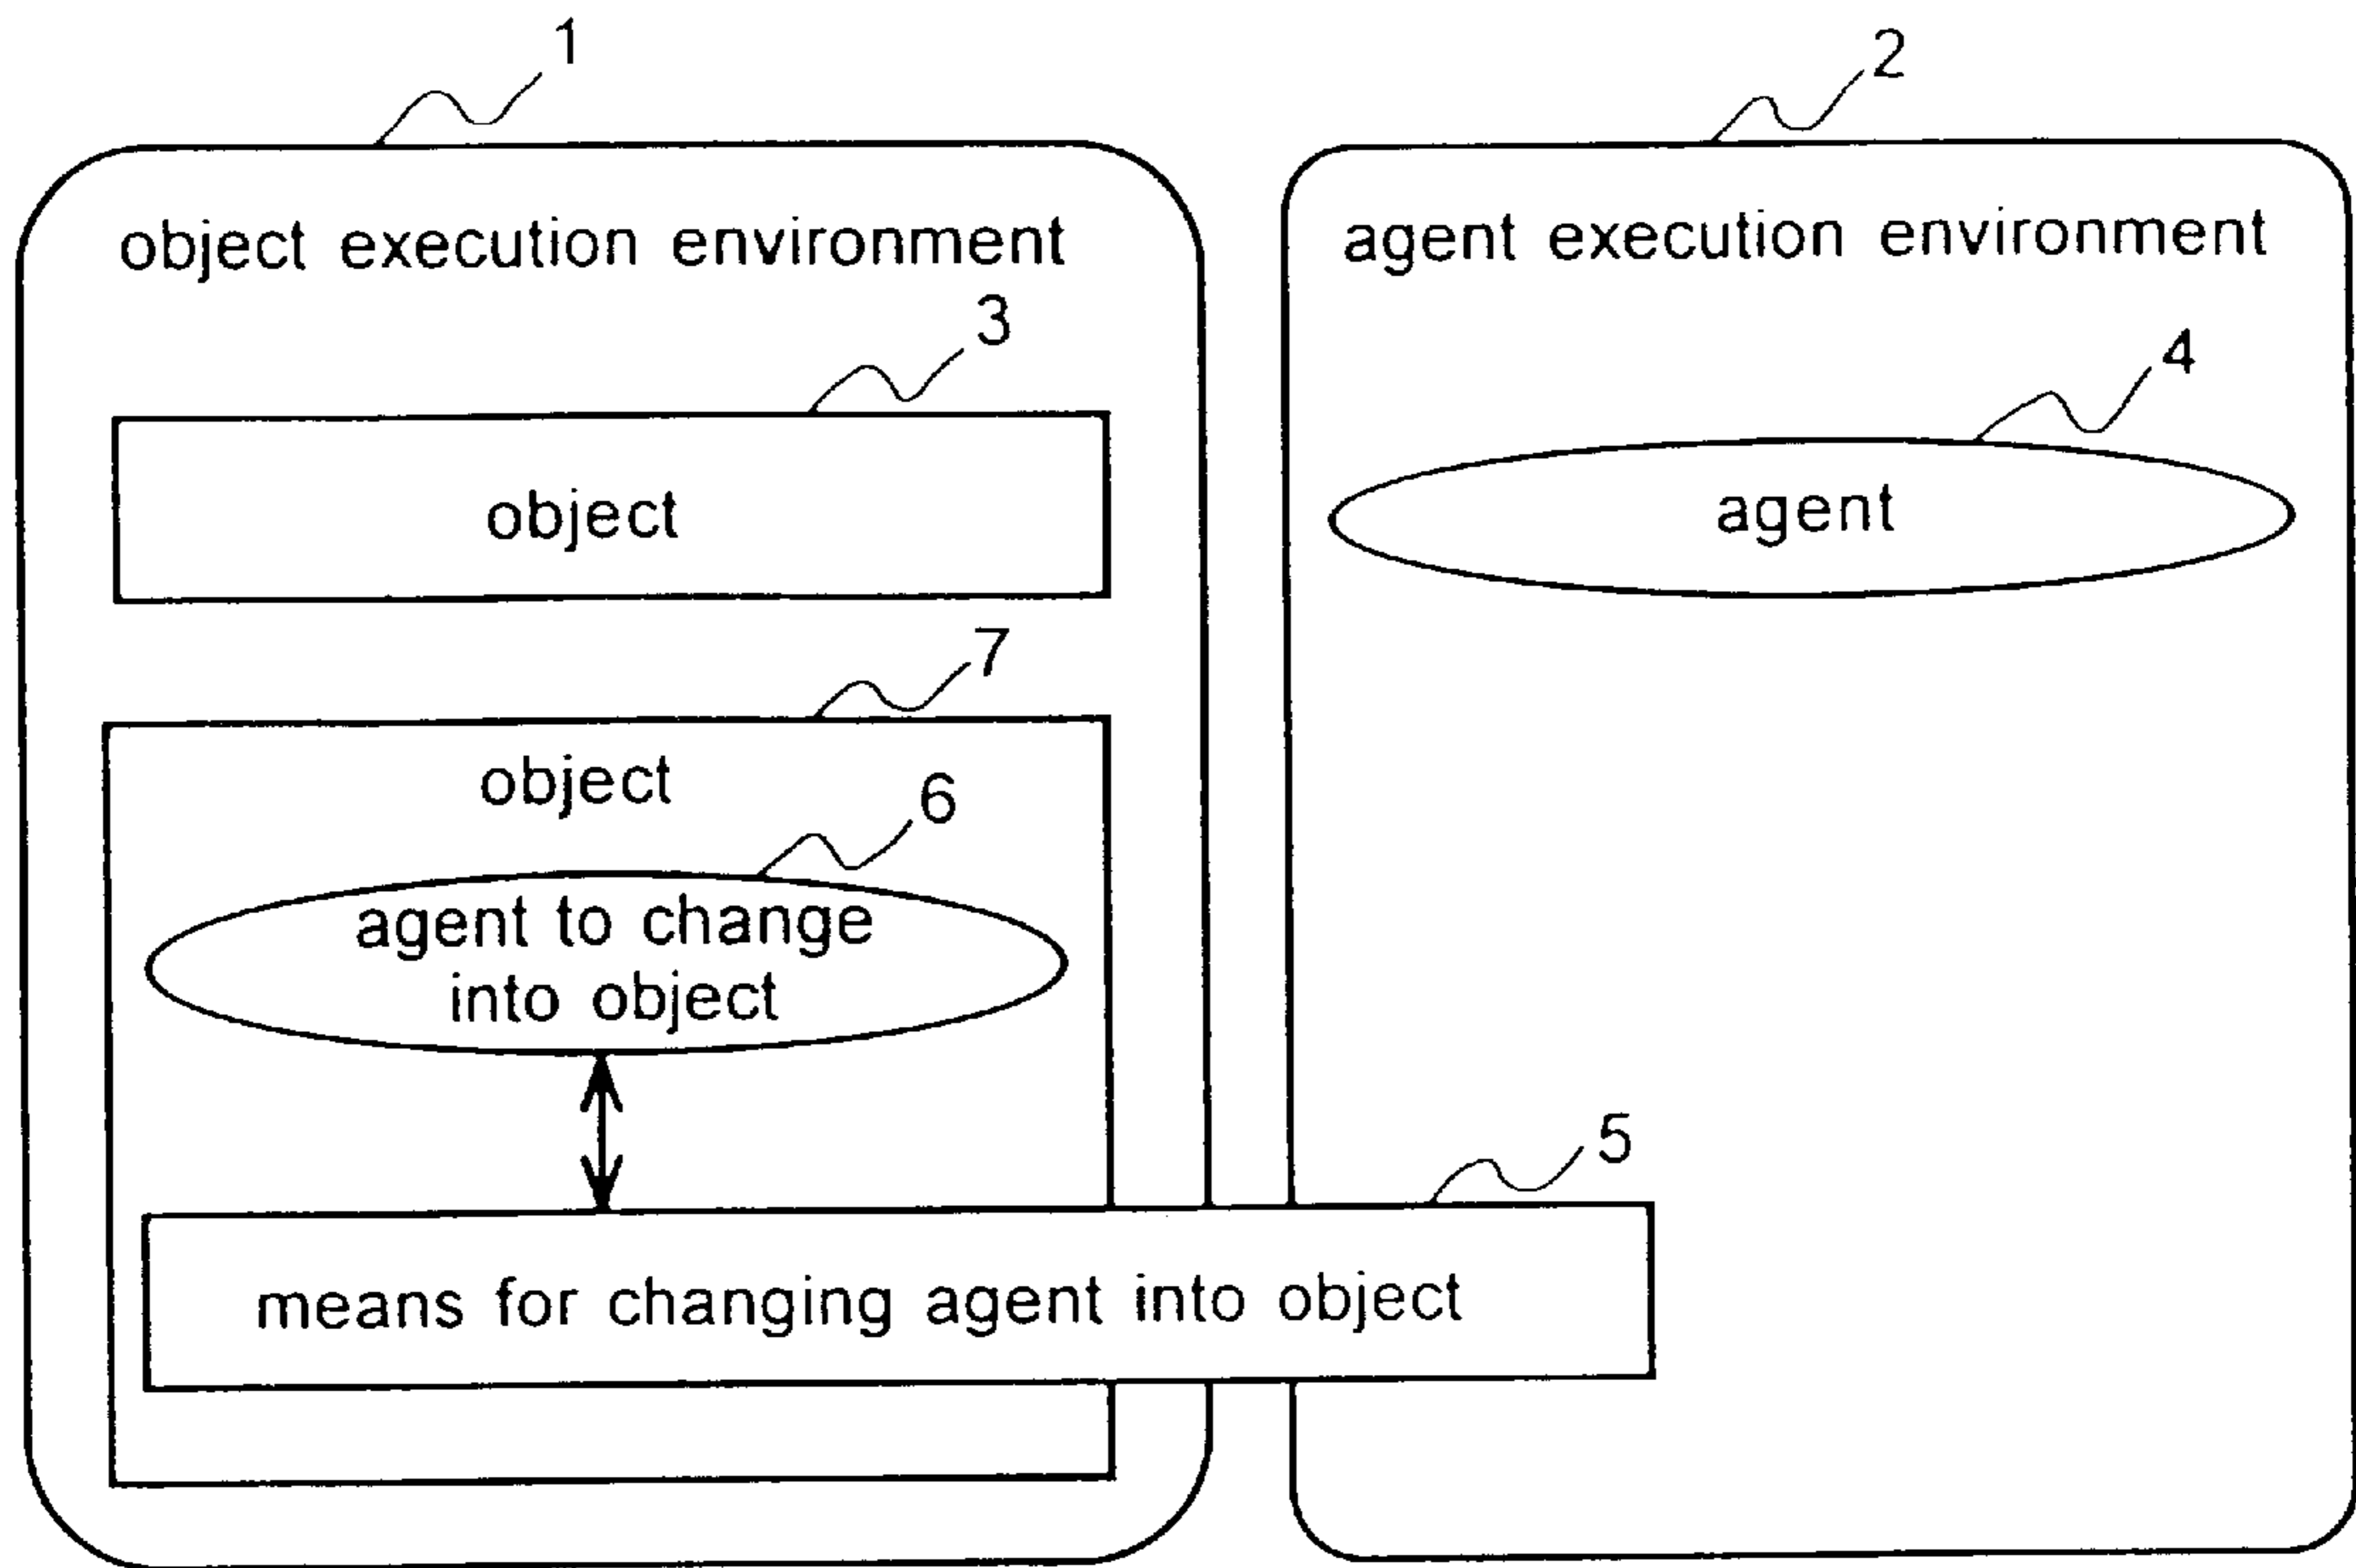 1
2
object execution environment
agent execution environment
3
4
object
agent
7
object
6
agent to change
into object
5
means for changing agent into object